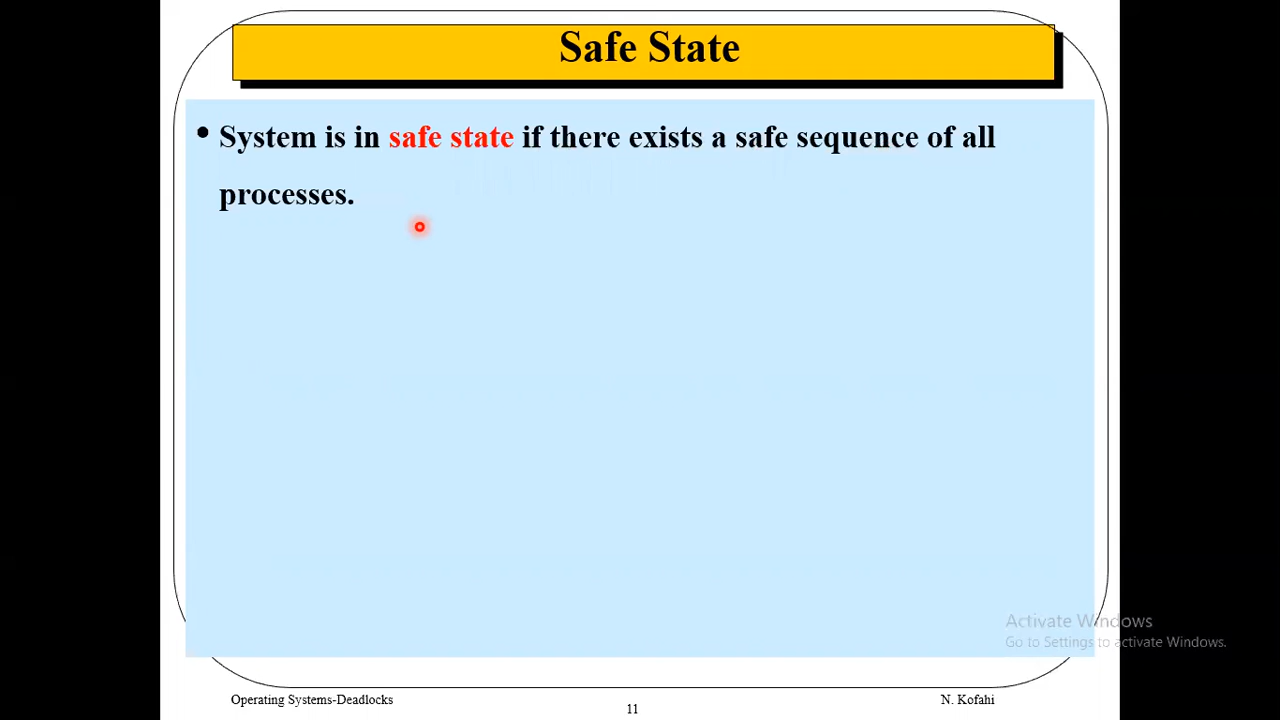 Safe State
• System is in safe state if there exists a safe sequence of all
processes.
Activate Windows
Go to Settings to activate Windows.
Operating Systems-Deadlocks
N. Kofahi
11